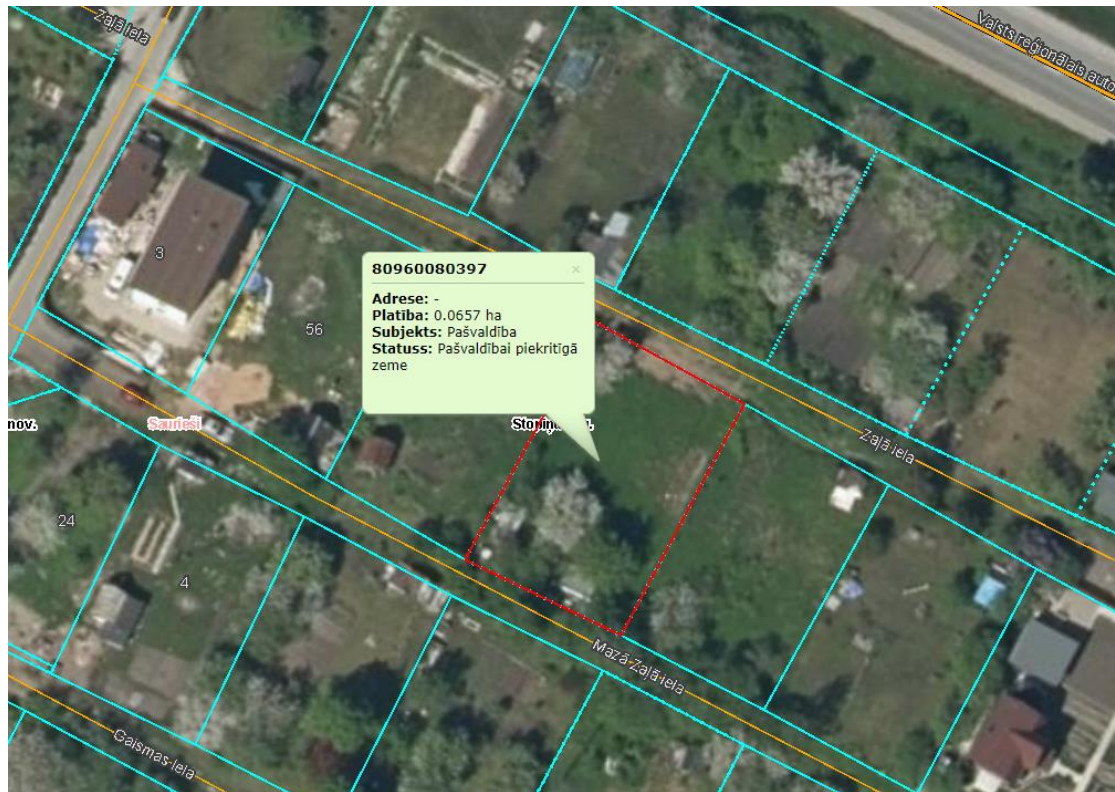 Zaļā iela
Valsts reģionālais auto
3
80960080397
Adrese: -
Platība: 0.0657 ha
Subjekts: Pašvaldība
Statuss: Pašvaldībai piekritīgā
zeme
56
nov.
Saurieši
Zaļā iela
24
4
Mazā Zaļā iela
Gaismas iela